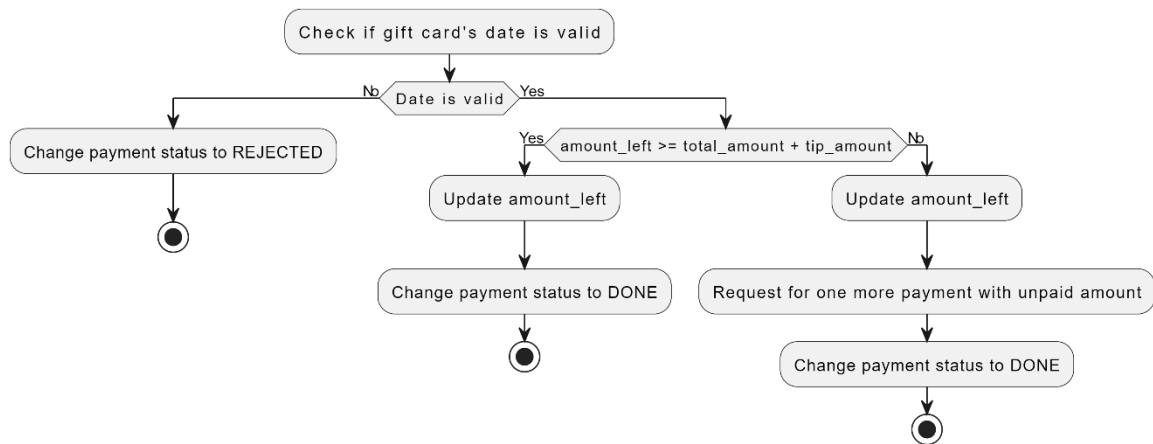 Check if gift card's date is valid
No
Date is valid
Yes
Change payment status to REJECTED
Yes
amount_left >= total_amount + tip_amount
No
Update amount_left
Update amount_left
Change payment status to DONE
Request for one more payment with unpaid amount
Change payment status to DONE